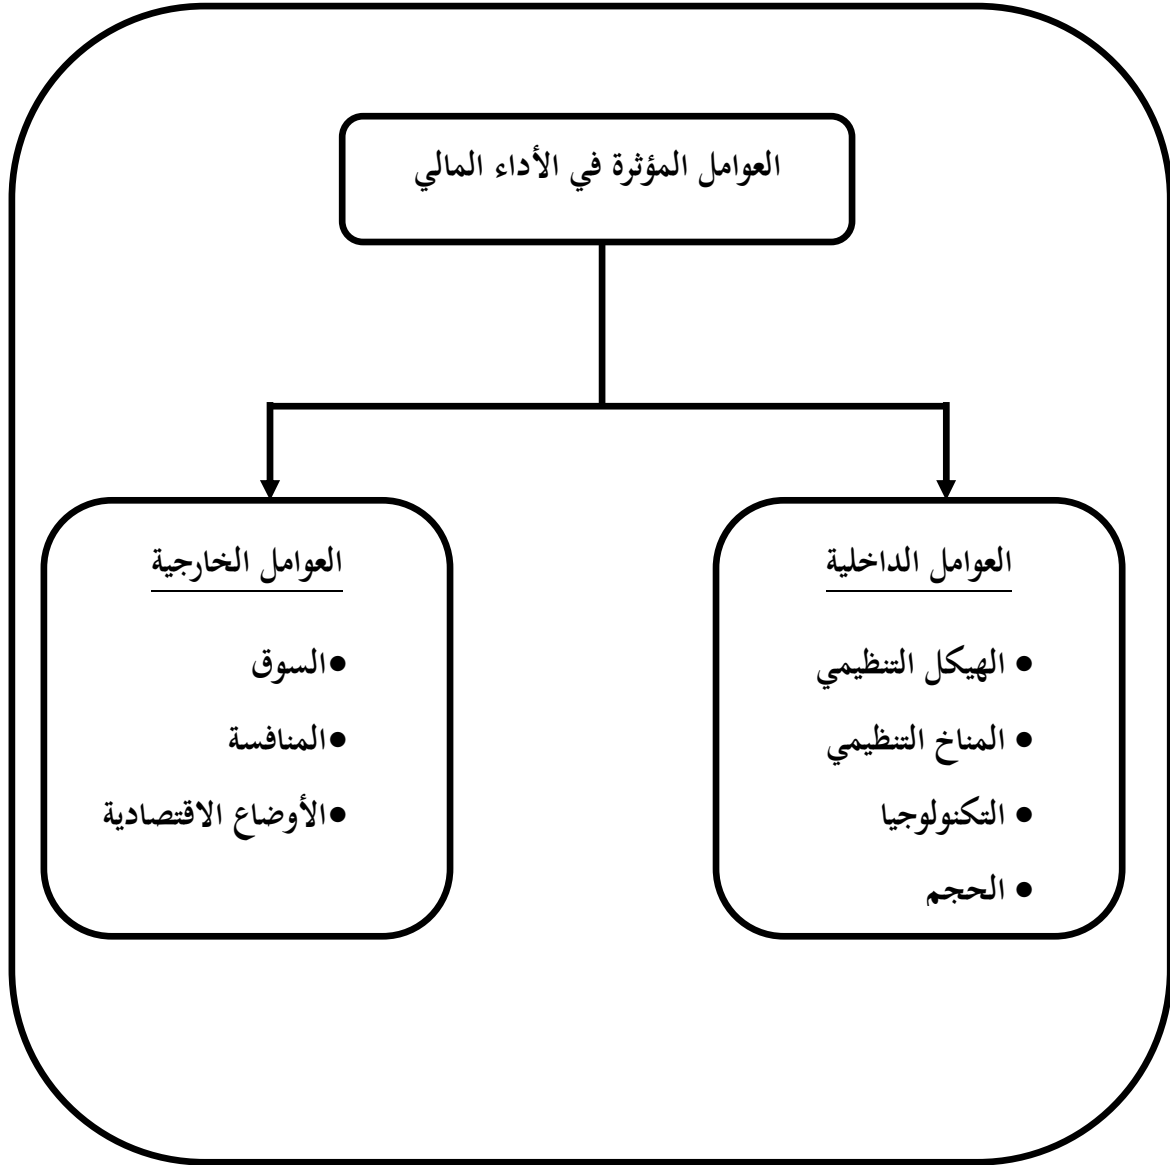 العوامل المؤثرة في الأداء المالي
العوامل الداخلية
● الهيكل التنظيمي
● المناخ التنظيمي
● التكنولوجيا
● الحجم
العوامل الخارجية
●السوق
●المنافسة
●الأوضاع الاقتصادية